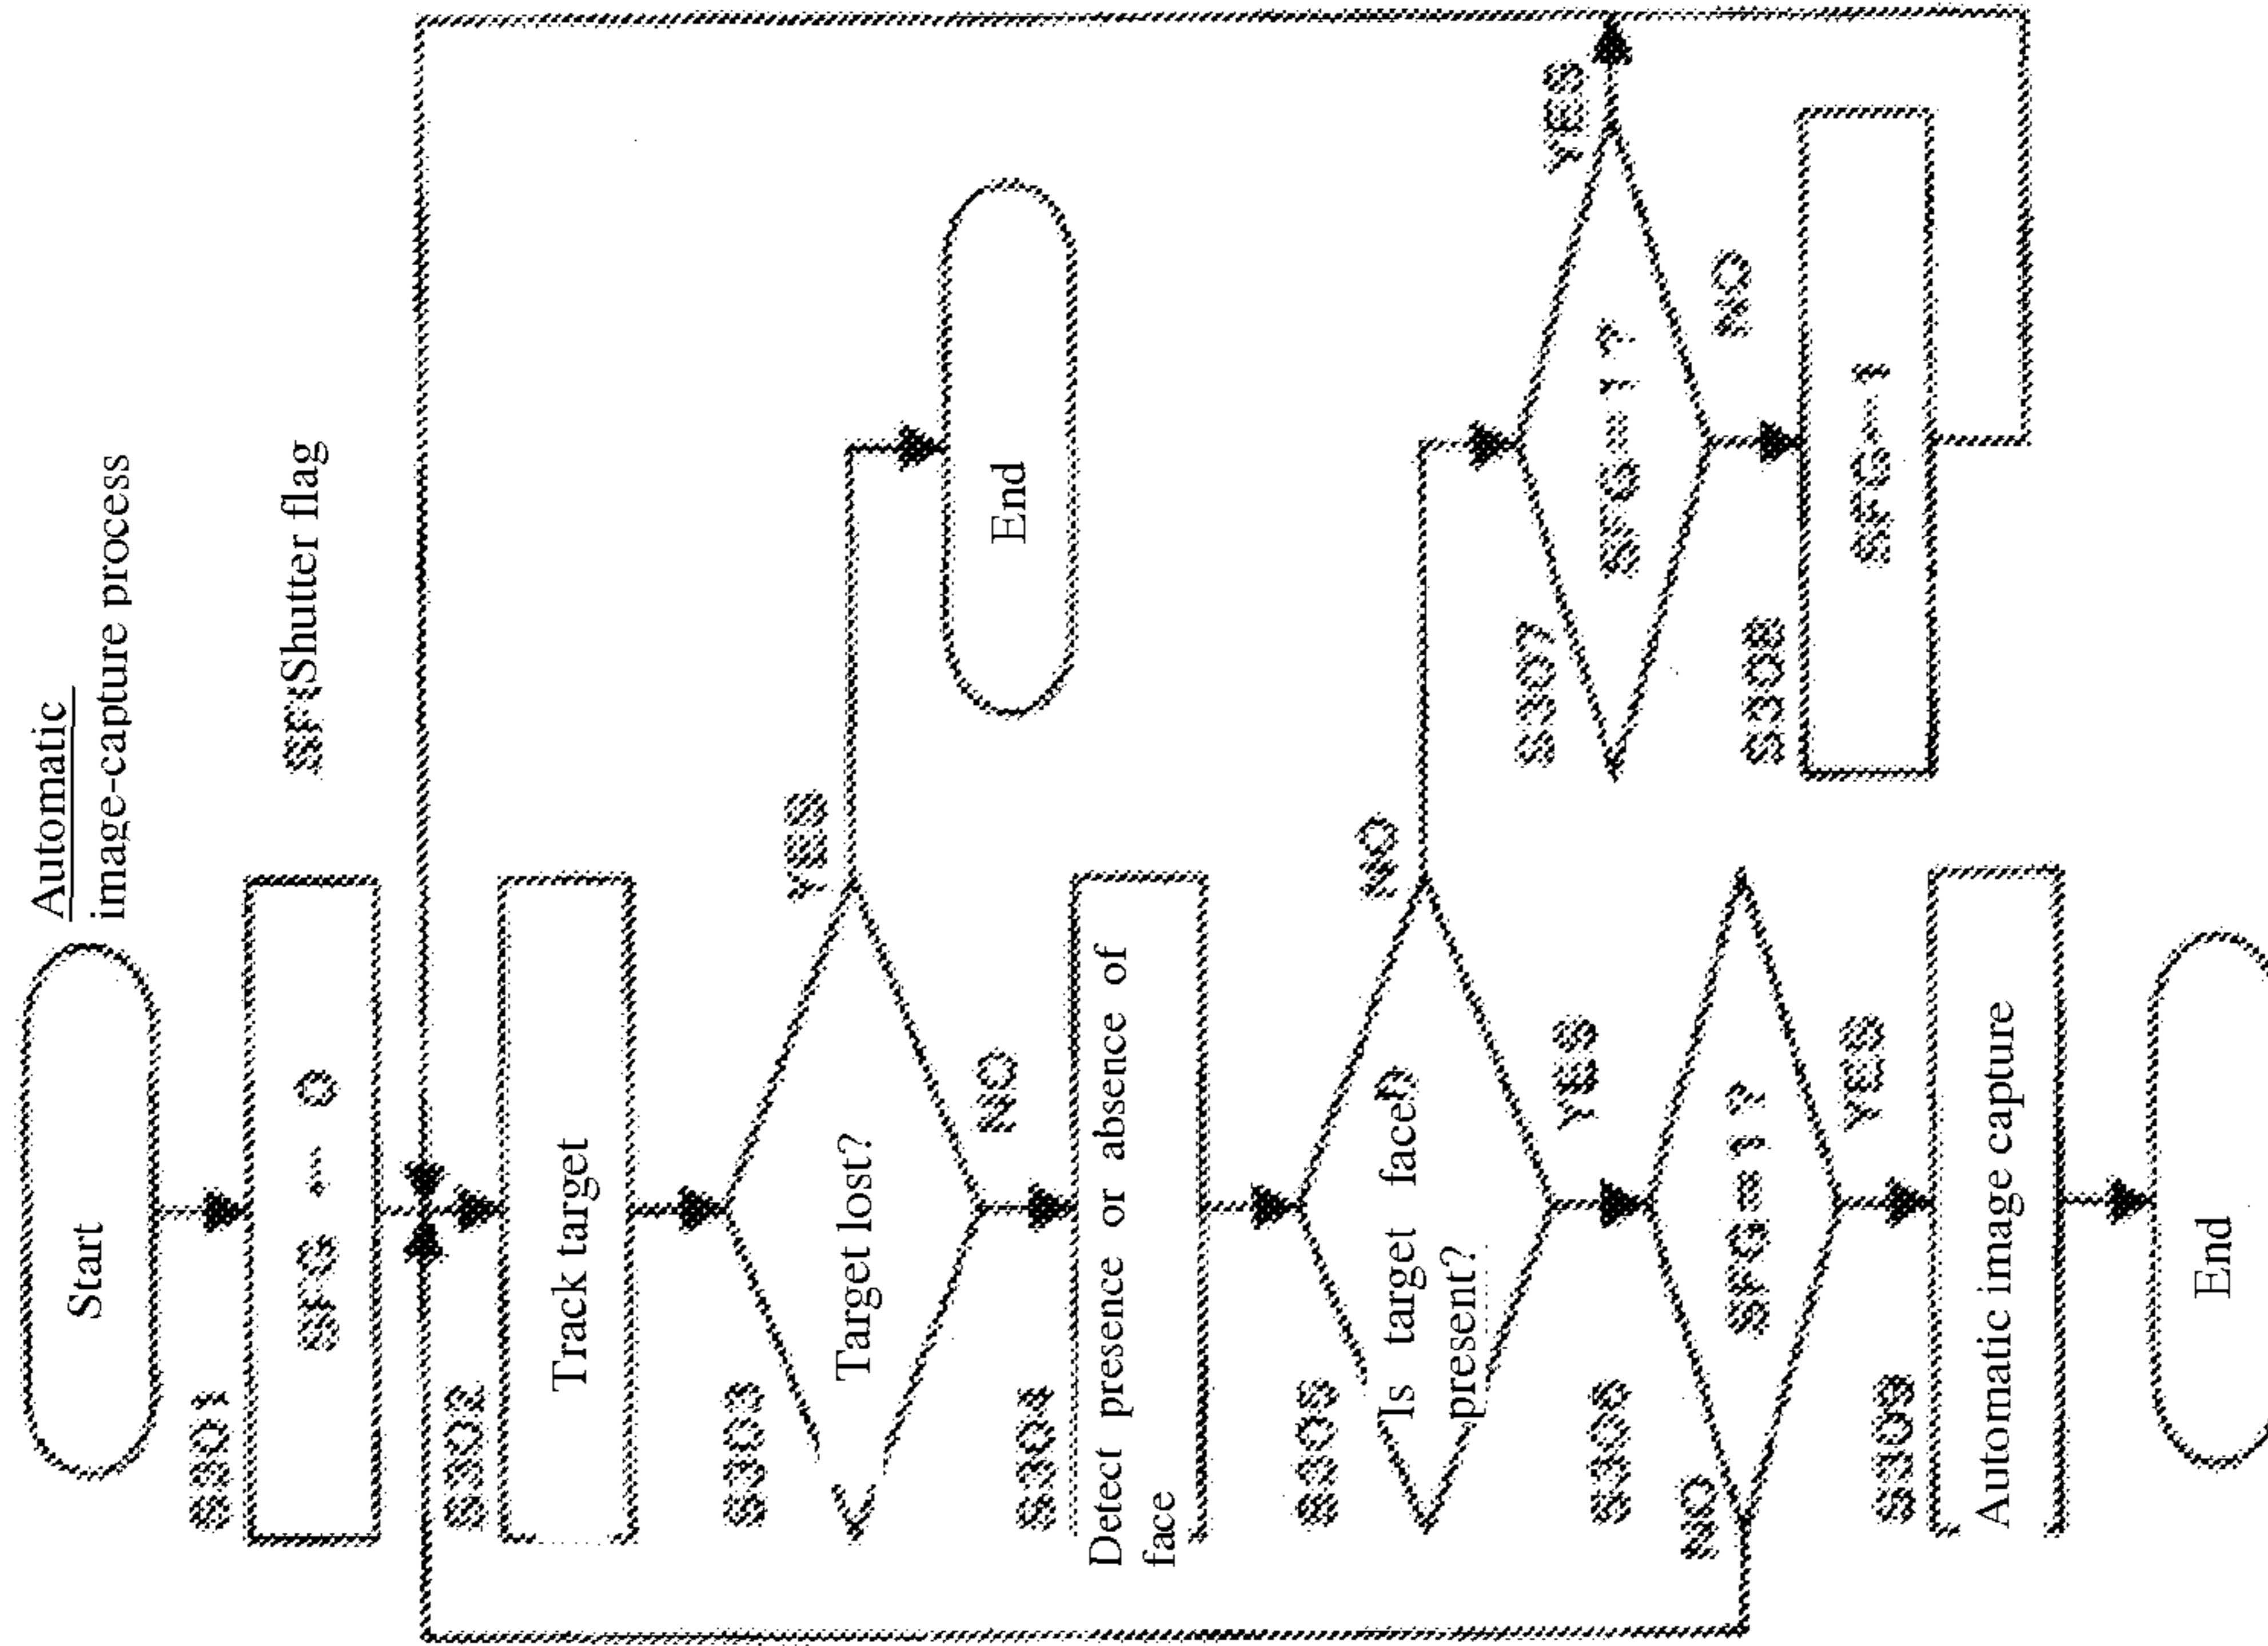 Automatic
image-capture process
Start
S301
SFG ← 0
Shutter flag
S302
Track target
S303
Target lost?
YES
End
NO
S304
Detect presence or absence of
face
S305
Is target face
present?
NO
YES
S307
SFG=1?
YES
NO
S308
SFG←1
S306
SFG=1?
NO
YES
S309
Automatic image capture
End